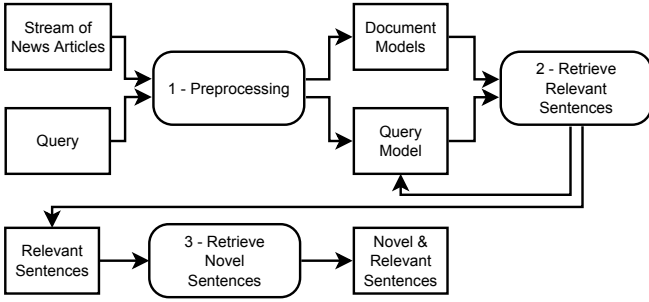 Stream of
News Articles
Query
1 - Preprocessing
Document
Models
Query
Model
2 - Retrieve
Relevant
Sentences
Relevant
Sentences
3 - Retrieve
Novel
Sentences
Novel &
Relevant
Sentences